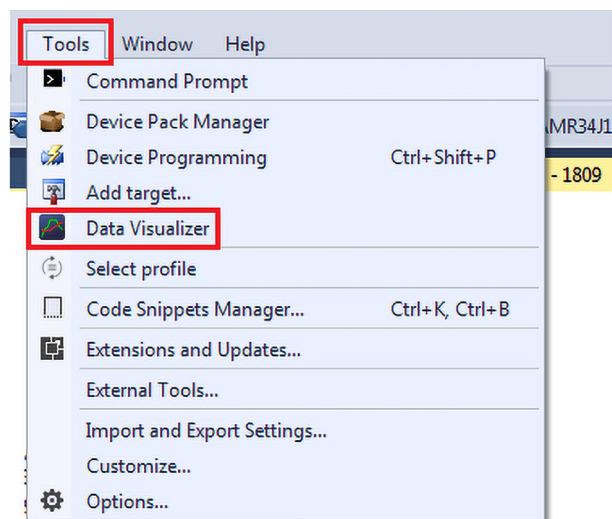 Tools Window Help
Command Prompt
Device Pack Manager
MR34J1
Device Programming Ctrl+Shift+P
- 1809
Add target...
Data Visualizer
Select profile
Code Snippets Manager... Ctrl+K, Ctrl+B
Extensions and Updates...
External Tools...
Import and Export Settings...
Customize...
Options...